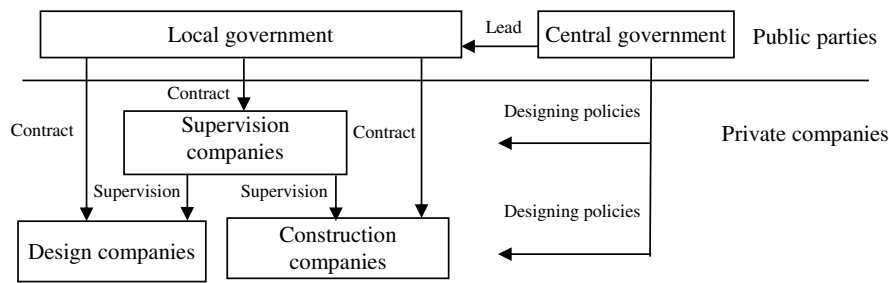 Local government
Lead
Central government
Public parties
Contract
Designing policies
Contract
Supervision
companies
Contract
Private companies
Supervision
Supervision
Designing policies
Design companies
Construction
companies